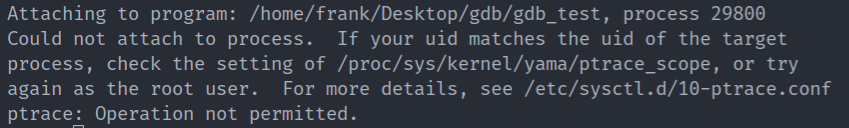 Attaching to program: /home/frank/Desktop/gdb/gdb_test, process 29800
Could not attach to process.  If your uid matches the uid of the target
process, check the setting of /proc/sys/kernel/yama/ptrace_scope, or try
again as the root user.  For more details, see /etc/sysctl.d/10-ptrace.conf
ptrace: Operation not permitted.